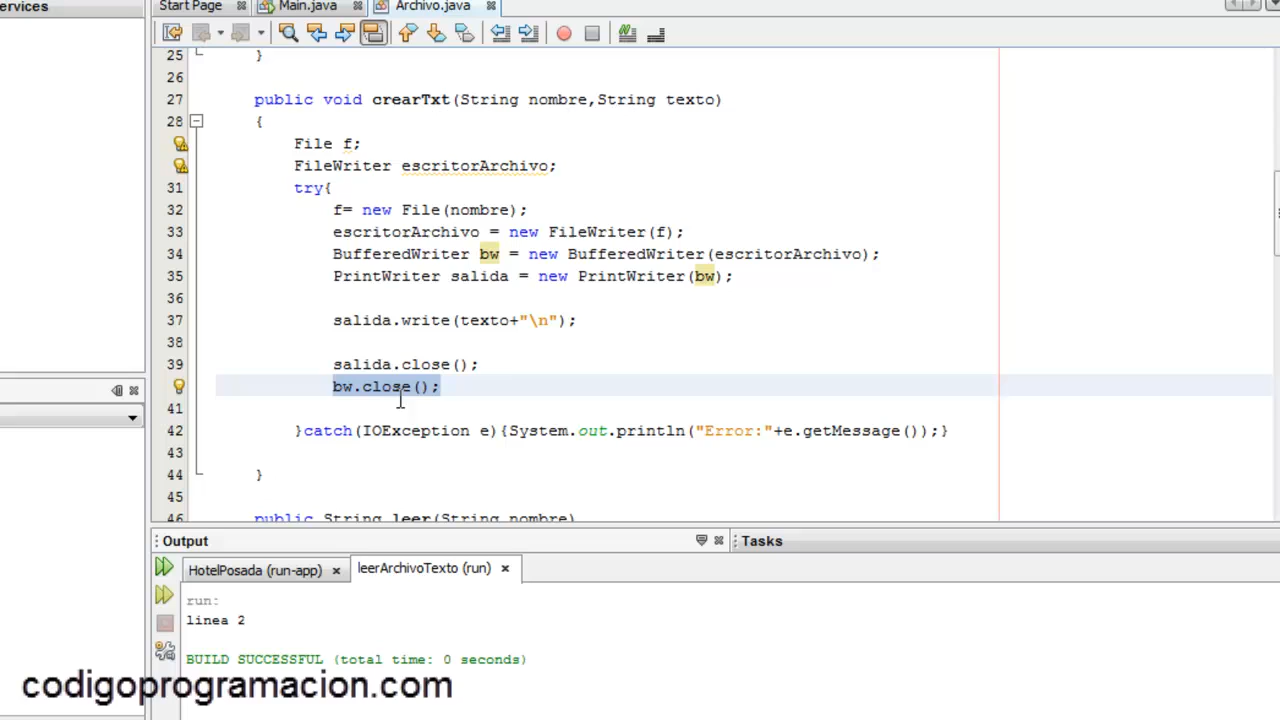 ervices
Start Page Main.java Archivo.java
25 }
26
27 public void crearTxt(String nombre,String texto)
28 {
File f;
FileWriter escritorArchivo;
31 try{
32 f= new File(nombre);
33 escritorArchivo = new FileWriter(f);
34 BufferedWriter bw = new BufferedWriter(escritorArchivo);
35 PrintWriter salida = new PrintWriter(bw);
36
37 salida.write(texto+"\n");
38
39 salida.close();
bw.close();
41
42 }catch(IOException e){System.out.println("Error:"+e.getMessage());}
43
44 }
45
46 public String leer(String nombre)
Output Tasks
HotelPosada (run-app) leerArchivoTexto (run)
run:
linea 2
BUILD SUCCESSFUL (total time: 0 seconds)
codigoprogramacion.com